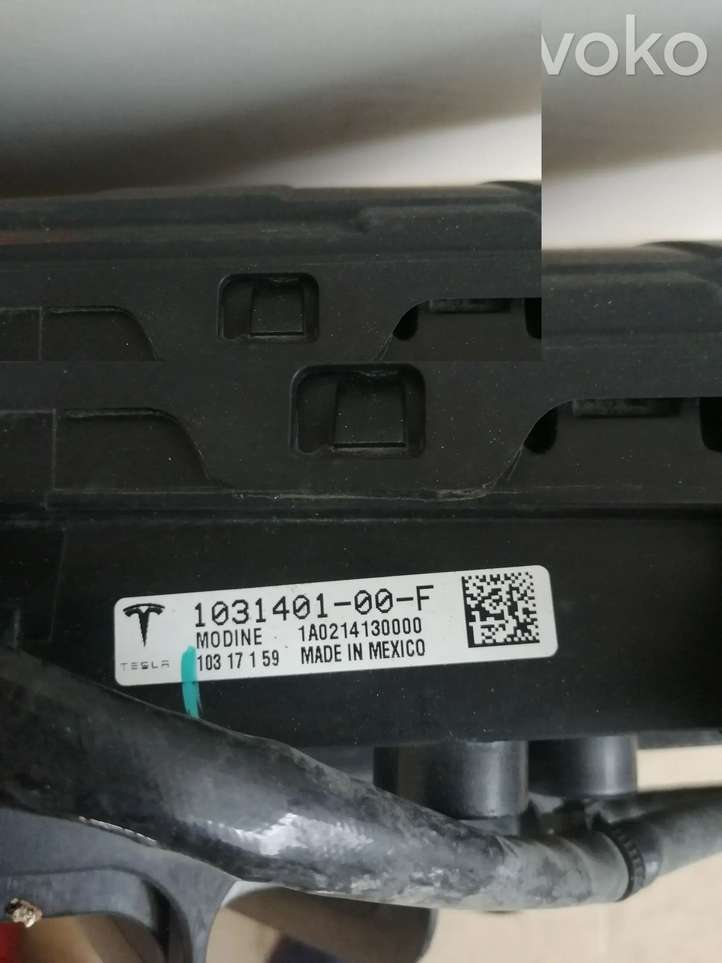 voko
1031401-00-F
MODINE 1A0214130000
TESLA 103 17 1 59 MADE IN MEXICO